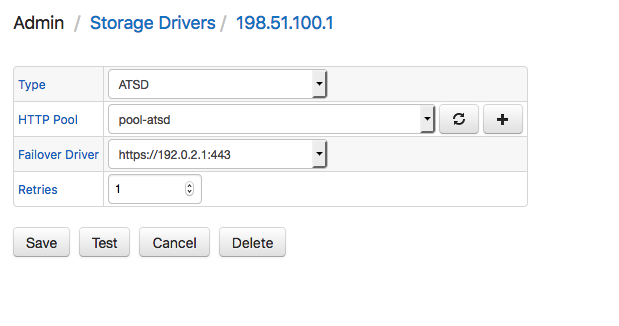 Admin / Storage Drivers / 198.51.100.1
Type ATSD
HTTP Pool pool-atsd
Failover Driver https://192.0.2.1:443
Retries 1
Save Test Cancel Delete